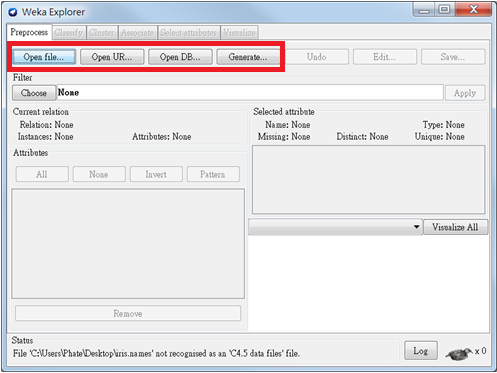 Weka Explorer
Preprocess Classify Cluster Associate Select attributes Visualize
Open file... Open UR... Open DB... Generate... Undo Edit... Save...
Filter
Choose None Apply
Current relation
Relation: None
Instances: None Attributes: None
Selected attribute
Name: None Type: None
Missing: None Distinct: None Unique: None
Attributes
All None Invert Pattern
Visualize All
Remove
Status
File 'C:\Users\Phate\Desktop\iris.names' not recognised as an 'C4.5 data files' file.
Log x 0